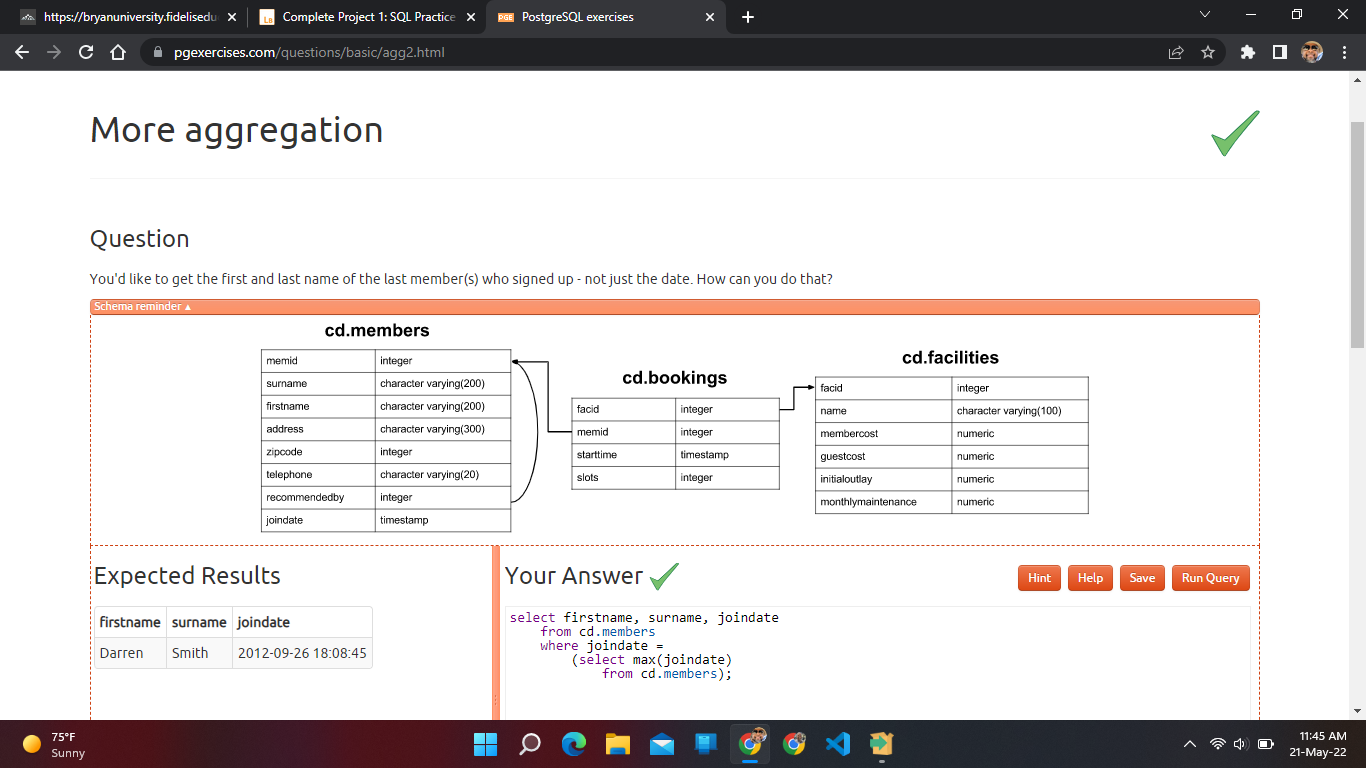 https://bryanuniversity.fidelisedu
Lb
Complete Project 1: SQL Practice
PGE
PostgreSQL exercises
pgexercises.com/questions/basic/agg2.html
More aggregation
Question
You'd like to get the first and last name of the last member(s) who signed up - not just the date. How can you do that?
Schema reminder ▴
cd.members
memid integer
surname character varying(200)
firstname character varying(200)
address character varying(300)
zipcode integer
telephone character varying(20)
recommendedby integer
joindate timestamp
cd.bookings
facid integer
memid integer
starttime timestamp
slots integer
cd.facilities
facid integer
name character varying(100)
membercost numeric
guestcost numeric
initialoutlay numeric
monthlymaintenance numeric
Expected Results
firstname surname joindate
Darren Smith 2012-09-26 18:08:45
Your Answer
Hint Help Save Run Query
select firstname, surname, joindate
from cd.members
where joindate =
(select max(joindate)
from cd.members);
75°F
Sunny
11:45 AM
21-May-22